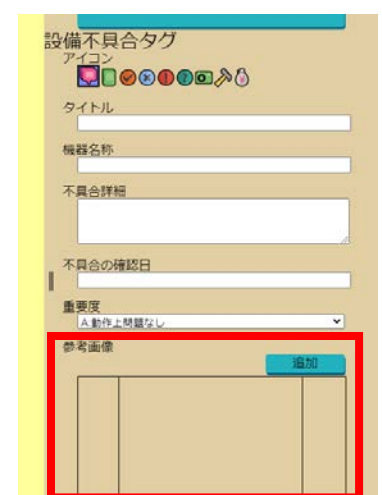 設備不具合タグ
アイコン
タイトル
機器名称
不具合詳細
不具合の確認日
重要度
A.動作上問題なし
参考画像
追加